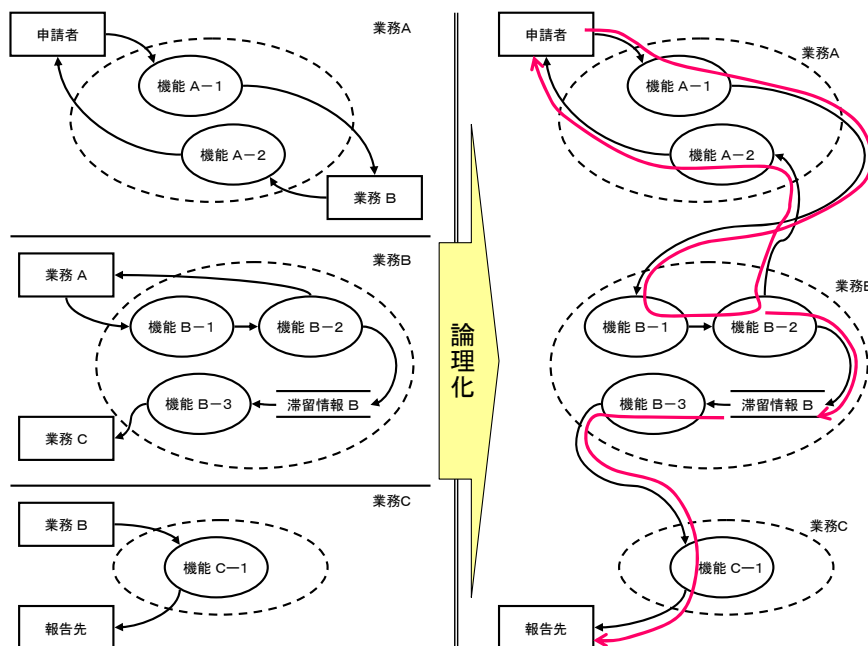 申請者
業務A
機能 A－1
機能 A－2
業務 B
業務 A
業務B
機能 B－1
機能 B－2
機能 B－3
滞留情報 B
業務 C
業務 B
業務C
機能 C－1
報告先
論理化
申請者
業務A
機能 A－1
機能 A－2
業務B
機能 B－1
機能 B－2
機能 B－3
滞留情報 B
業務C
機能 C－1
報告先